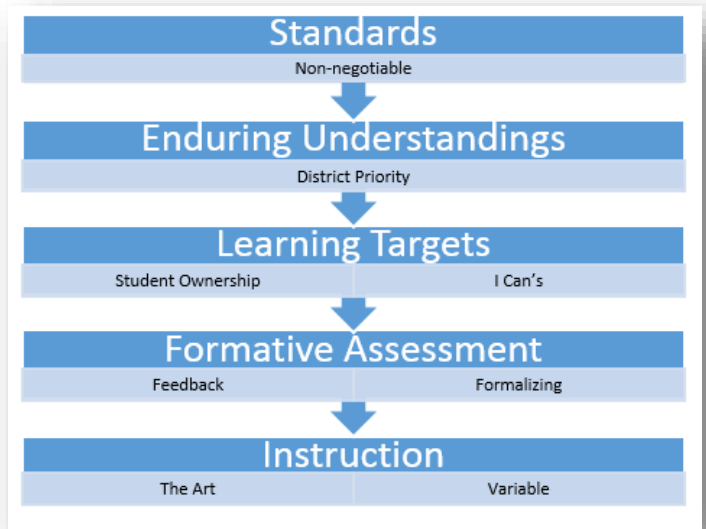 Standards
Non-negotiable
Enduring Understandings
District Priority
Learning Targets
Student Ownership I Can's
Formative Assessment
Feedback Formalizing
Instruction
The Art Variable